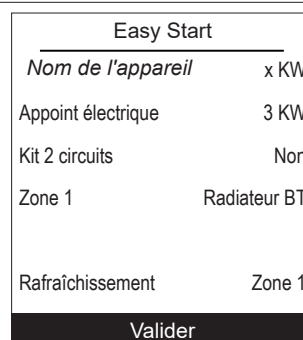 Easy Start
Nom de l'appareil x KW
Appoint électrique 3 KW
Kit 2 circuits Non
Zone 1 Radiateur BT
Rafraîchissement Zone 1
Valider